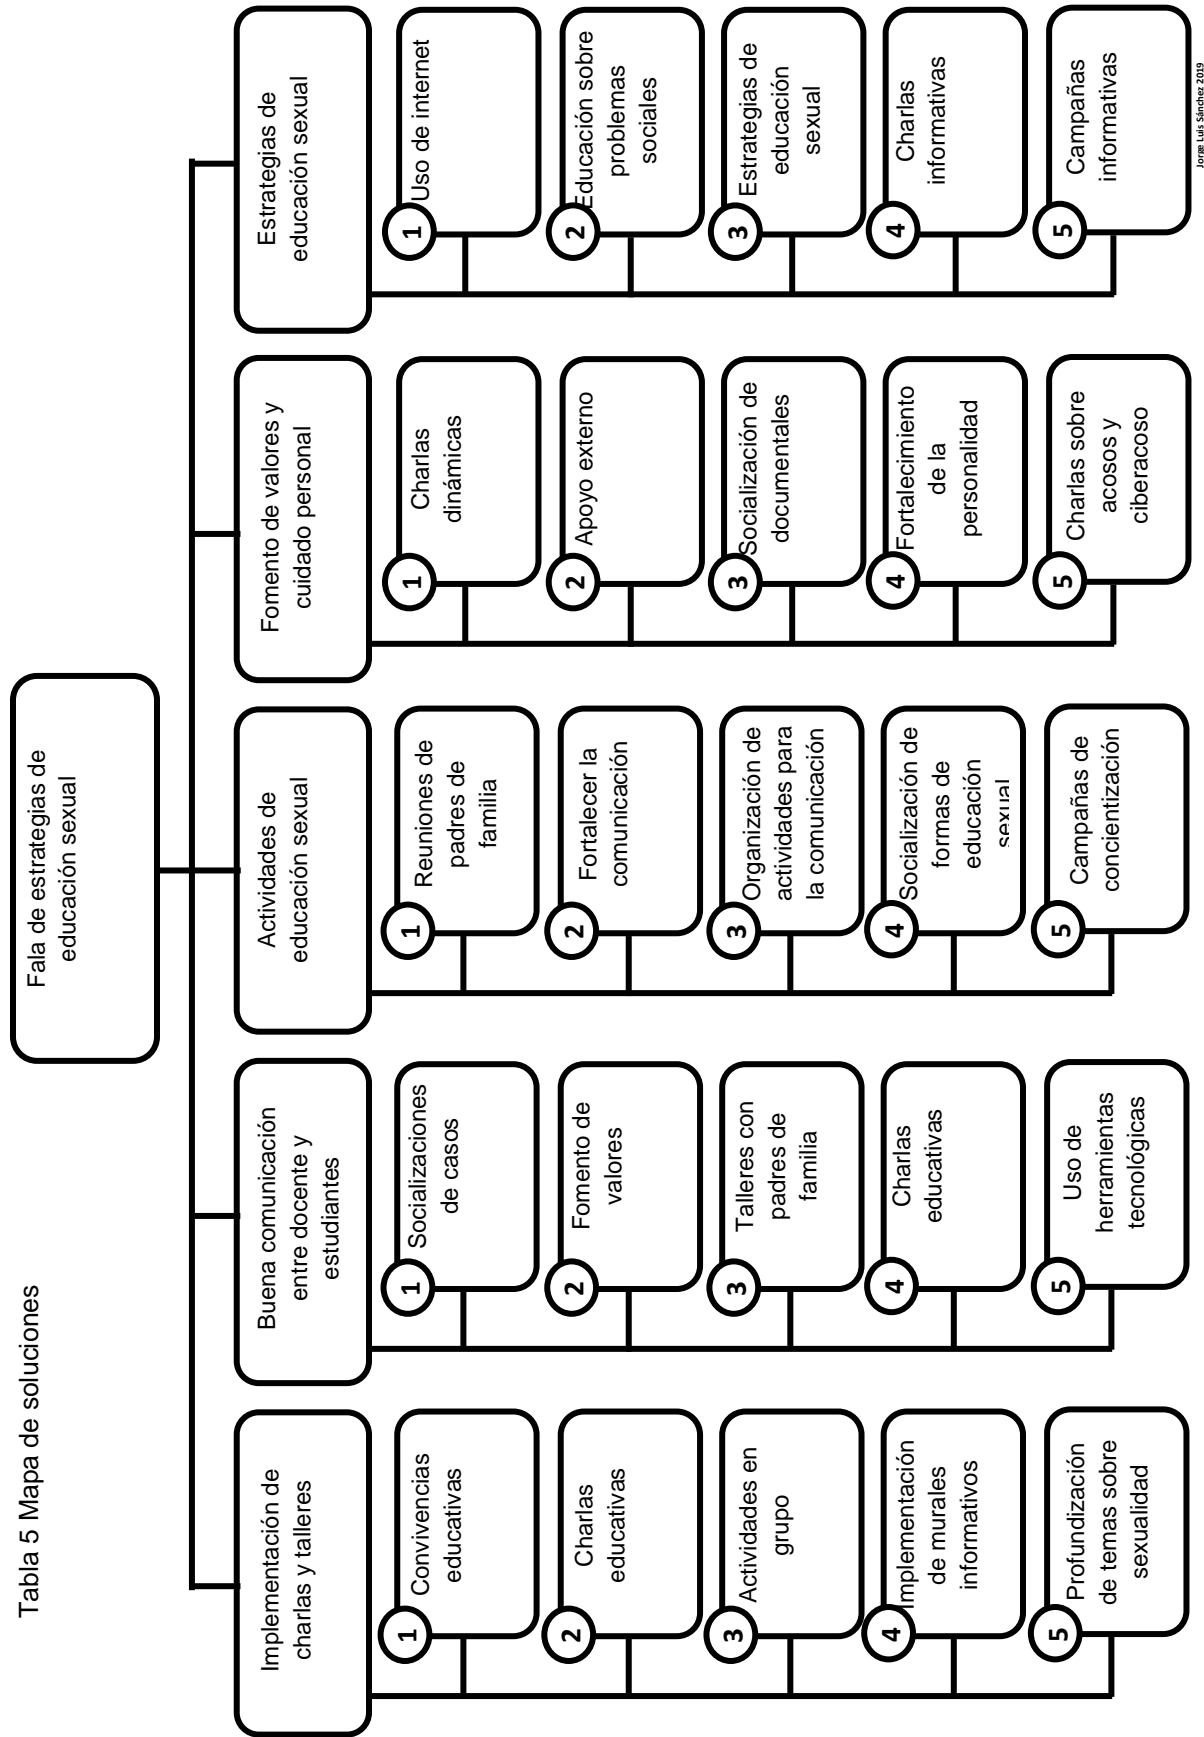 Tabla 5 Mapa de soluciones
Fala de estrategias de
educación sexual
Implementación de
charlas y talleres
1
Convivencias
educativas
2
Charlas
educativas
3
Actividades en
grupo
4
Implementación
de murales
informativos
5
Profundización
de temas sobre
sexualidad
Buena comunicación
entre docente y
estudiantes
1
Socializaciones
de casos
2
Fomento de
valores
3
Talleres con
padres de
familia
4
Charlas
educativas
5
Uso de
herramientas
tecnológicas
Actividades de
educación sexual
1
Reuniones de
padres de
familia
2
Fortalecer la
comunicación
3
Organización de
actividades para
la comunicación
4
Socialización de
formas de
educación
sexual
5
Campañas de
concientización
Fomento de valores y
cuidado personal
1
Charlas
dinámicas
2
Apoyo externo
3
Socialización de
documentales
4
Fortalecimiento
de la
personalidad
5
Charlas sobre
acosos y
ciberacoso
Estrategias de
educación sexual
1
Uso de internet
2
Educación sobre
problemas
sociales
3
Estrategias de
educación
sexual
4
Charlas
informativas
5
Campañas
informativas
Jorge Luis Sánchez 2019